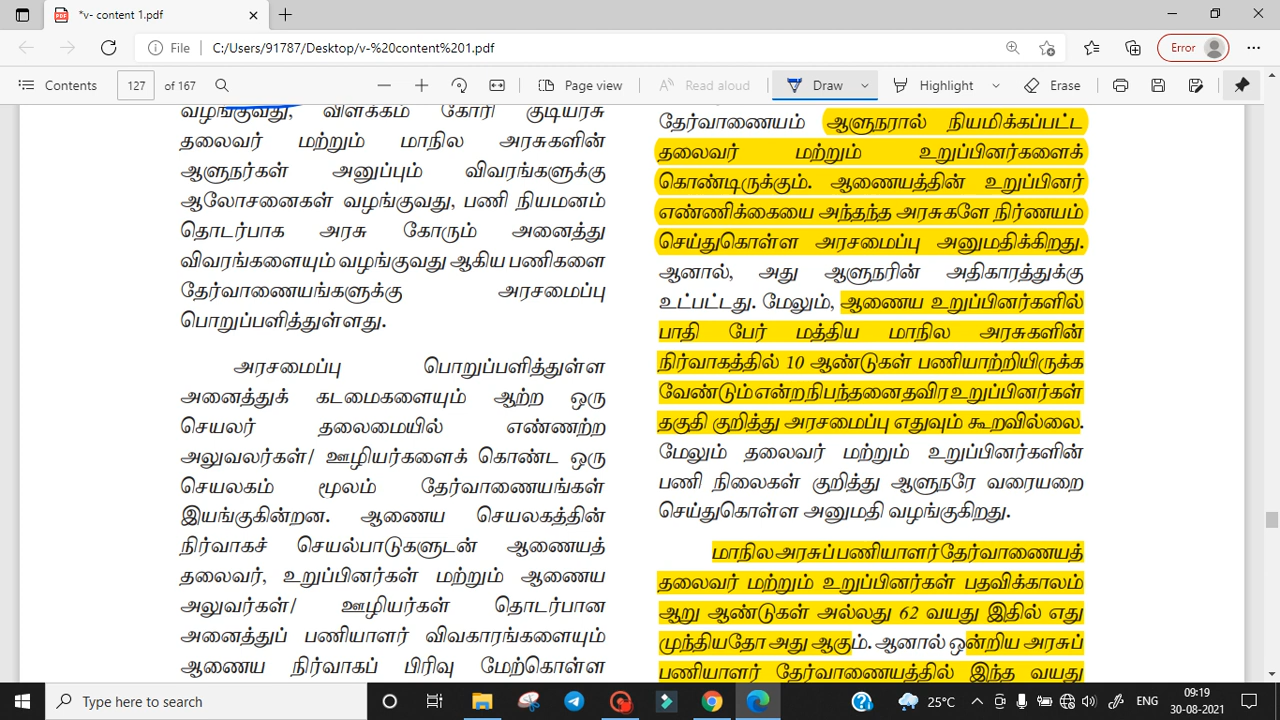 *v- content 1.pdf
File
C:/Users/91787/Desktop/v-%20content%201.pdf
Error
Contents
127
of 167
Page view
Read aloud
Draw
Highlight
Erase
வழங்குவது, விளக்கம் கோரி குடியரசு
தலைவர் மற்றும் மாநில அரசுகளின்
ஆளுநர்கள் அனுப்பும் விவரங்களுக்கு
ஆலோசனைகள் வழங்குவது, பணி நியமனம்
தொடர்பாக அரசு கோரும் அனைத்து
விவரங்களையும் வழங்குவது ஆகிய பணிகளை
தேர்வாணையங்களுக்கு அரசமைப்பு
பொறுப்பளித்துள்ளது.
அரசமைப்பு பொறுப்பளித்துள்ள
அனைத்துக் கடமைகளையும் ஆற்ற ஒரு
செயலர் தலைமையில் எண்ணற்ற
அலுவலர்கள்/ ஊழியர்களைக் கொண்ட ஒரு
செயலகம் மூலம் தேர்வாணையங்கள்
இயங்குகின்றன. ஆணைய செயலகத்தின்
நிர்வாகச் செயல்பாடுகளுடன் ஆணையத்
தலைவர், உறுப்பினர்கள் மற்றும் ஆணைய
அலுவர்கள்/ ஊழியர்கள் தொடர்பான
அனைத்துப் பணியாளர் விவகாரங்களையும்
ஆணைய நிர்வாகப் பிரிவு மேற்கொள்ள
தேர்வாணையம் ஆளுநரால் நியமிக்கப்பட்ட
தலைவர் மற்றும் உறுப்பினர்களைக்
கொண்டிருக்கும். ஆணையத்தின் உறுப்பினர்
எண்ணிக்கையை அந்தந்த அரசுகளே நிர்ணயம்
செய்துகொள்ள அரசமைப்பு அனுமதிக்கிறது.
ஆனால், அது ஆளுநரின் அதிகாரத்துக்கு
உட்பட்டது. மேலும், ஆணைய உறுப்பினர்களில்
பாதி பேர் மத்திய மாநில அரசுகளின்
நிர்வாகத்தில் 10 ஆண்டுகள் பணியாற்றியிருக்க
வேண்டும் என்ற நிபந்தனை தவிர உறுப்பினர்கள்
தகுதி குறித்து அரசமைப்பு எதுவும் கூறவில்லை.
மேலும் தலைவர் மற்றும் உறுப்பினர்களின்
பணி நிலைகள் குறித்து ஆளுநரே வரையறை
செய்துகொள்ள அனுமதி வழங்குகிறது.
மாநில அரசுப் பணியாளர் தேர்வாணையத்
தலைவர் மற்றும் உறுப்பினர்கள் பதவிக்காலம்
ஆறு ஆண்டுகள் அல்லது 62 வயது இதில் எது
முந்தியதோ அது ஆகும். ஆனால் ஒன்றிய அரசுப்
பணியாளர் தேர்வாணையத்தில் இந்த வயது
Type here to search
25°C
ENG
09:19
30-08-2021